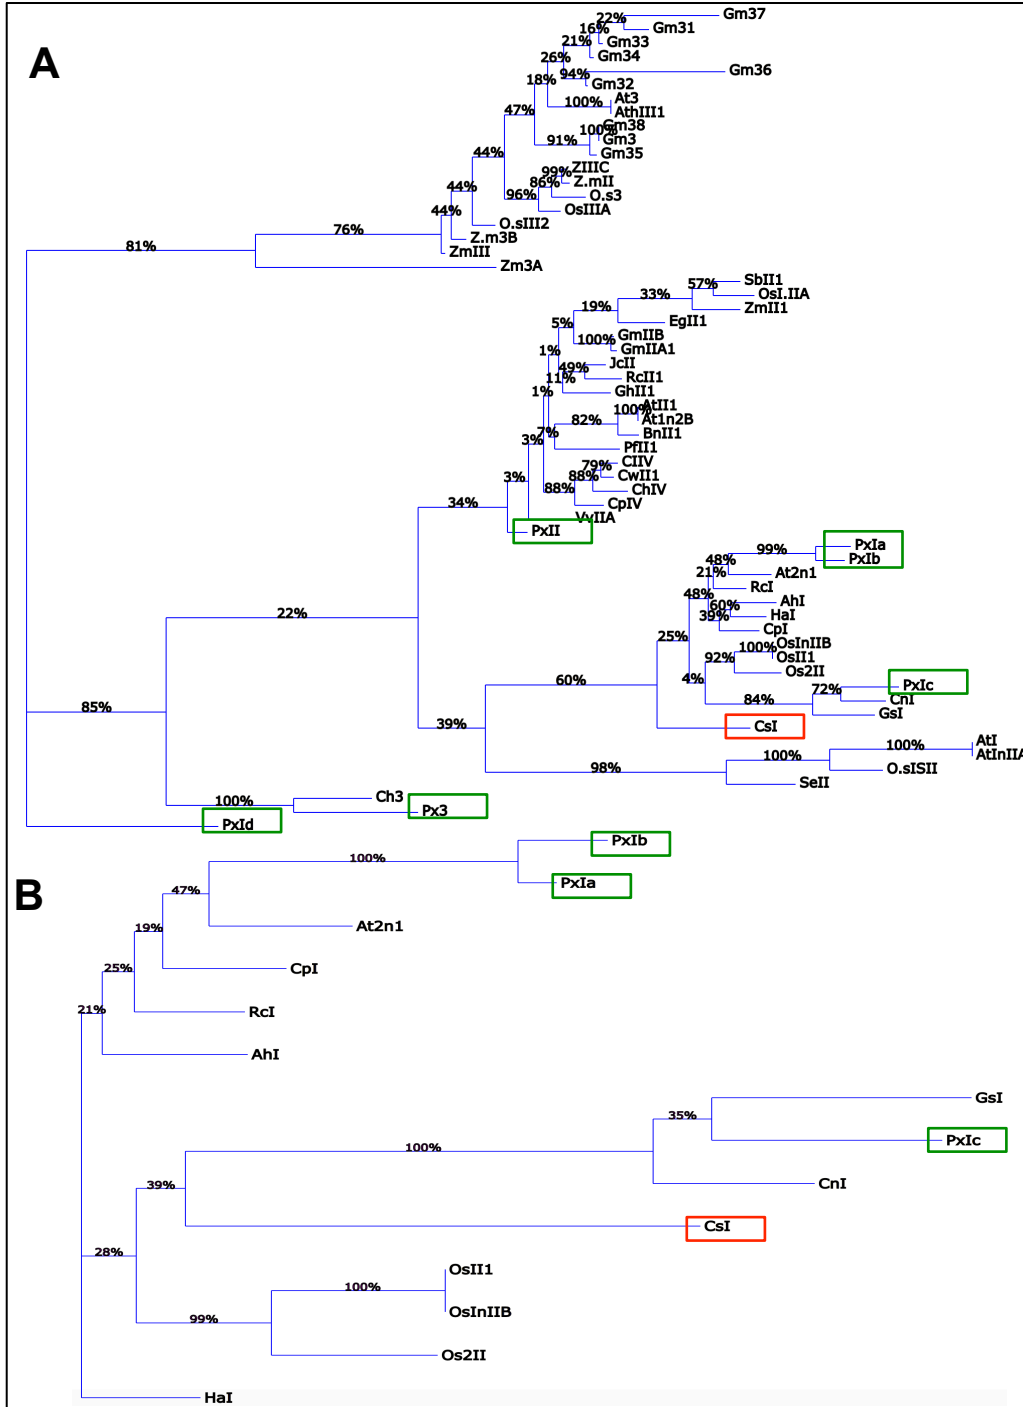 A
22% Gm37
16% Gm31
21% Gm33
Gm34
26%
94% Gm36
18% Gm32
100% At3
AthIII1
47%
100% Gm38
Gm3
91% Gm35
44%
99% ZIIIC
86% Z.mII
96% O.s3
OsIIIA
44%
44% O.sIII2
76% Z.m3B
81% ZmIII
Zm3A
57% SbII1
33% OsI.IIA
19% ZmII1
5% EgII1
100% GmIIB
GmIIA1
1%
49% JcII
11% RcII1
1% GhII1
100% AtII1
82% At1n2B
7% BnII1
3% PfII1
79% CIIV
88% CwII1
3% 88% ChIV
CpIV
34% VvIIA
PxII
99% PxIa
48% PxIb
21% At2n1
RcI
48% 60% AhI
39% HaI
CpI
22% 25%
100% OsInIIB
92% OsII1
4% Os2II
60% 72% PxIc
84% CnI
85% GsI
39% CsI
100% AtI
100% AtInIIA
98% O.sISII
SeII
100% Ch3
Px3
PxId
B
100% PxIb
PxIa
47%
At2n1
19%
CpI
25%
RcI
21%
AhI
GsI
35%
PxIc
100%
CnI
39%
CsI
28%
OsII1
100%
OsInIIB
99%
Os2II
HaI